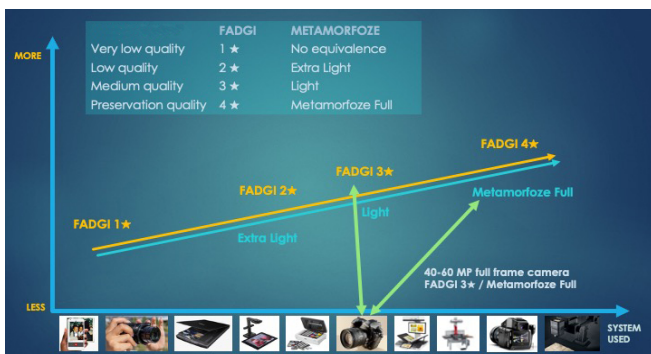 FADGI METAMORFOZE
Very low quality 1 ★ No equivalence
Low quality 2 ★ Extra Light
Medium quality 3 ★ Light
Preservation quality 4 ★ Metamorfoze Full
MORE
FADGI 4★
FADGI 3★
FADGI 2★
Metamorfoze Full
Light
FADGI 1★
Extra Light
40-60 MP full frame camera
FADGI 3★ / Metamorfoze Full
LESS
SYSTEM
USED